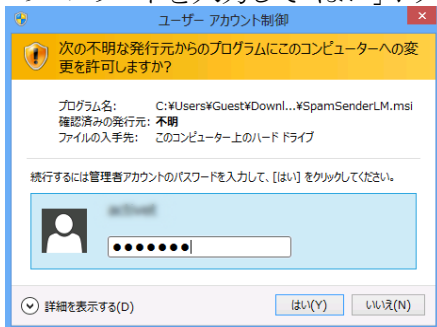 ユーザー アカウント制御
次の不明な発行元からのプログラムにこのコンピューターへの変
更を許可しますか?
プログラム名: C:¥Users¥Guest¥Downl...¥SpamSenderLM.msi
確認済みの発行元: 不明
ファイルの入手先: このコンピューター上のハード ドライブ
続行するには管理者アカウントのパスワードを入力して、[はい] をクリックしてください。
●●●●●●●
詳細を表示する(D) はい(Y) いいえ(N)